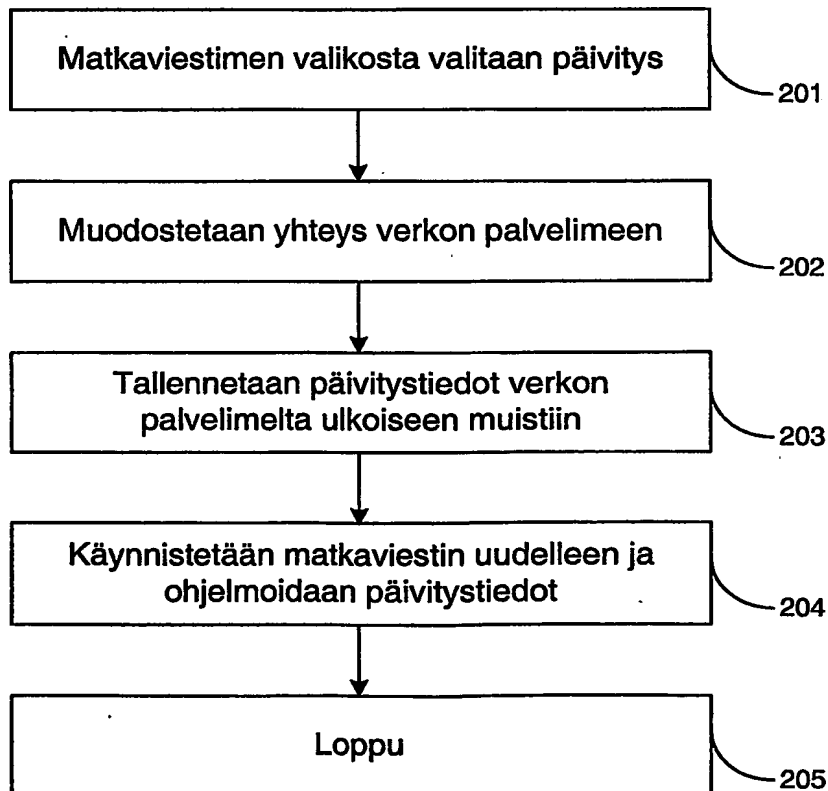 Matkaviestimen valikosta valitaan päivitys
201
Muodostetaan yhteys verkon palvelimeen
202
Tallennetaan päivitystiedot verkon
palvelimelta ulkoiseen muistiin
203
Käynnistetään matkaviestin uudelleen ja
ohjelmoidaan päivitystiedot
204
Loppu
205